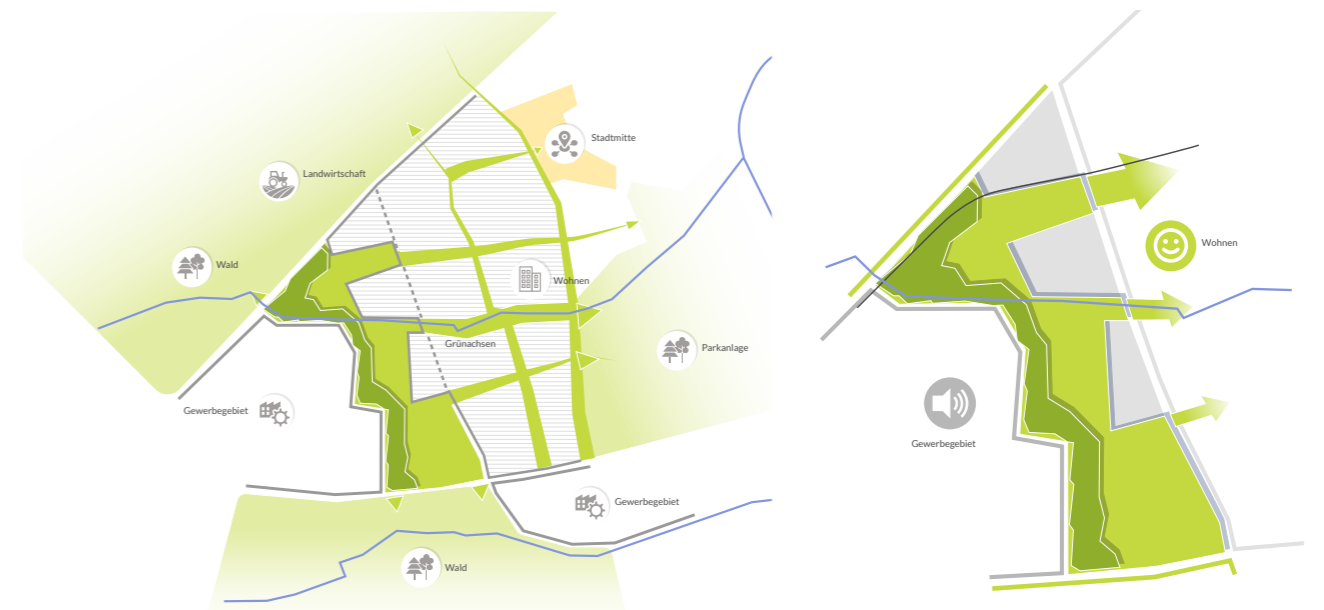 Stadtmitte
Landwirtschaft
Wald
Wohnen
Grünachsen
Parkanlage
Gewerbegebiet
Gewerbegebiet
Wald
Wohnen
Gewerbegebiet